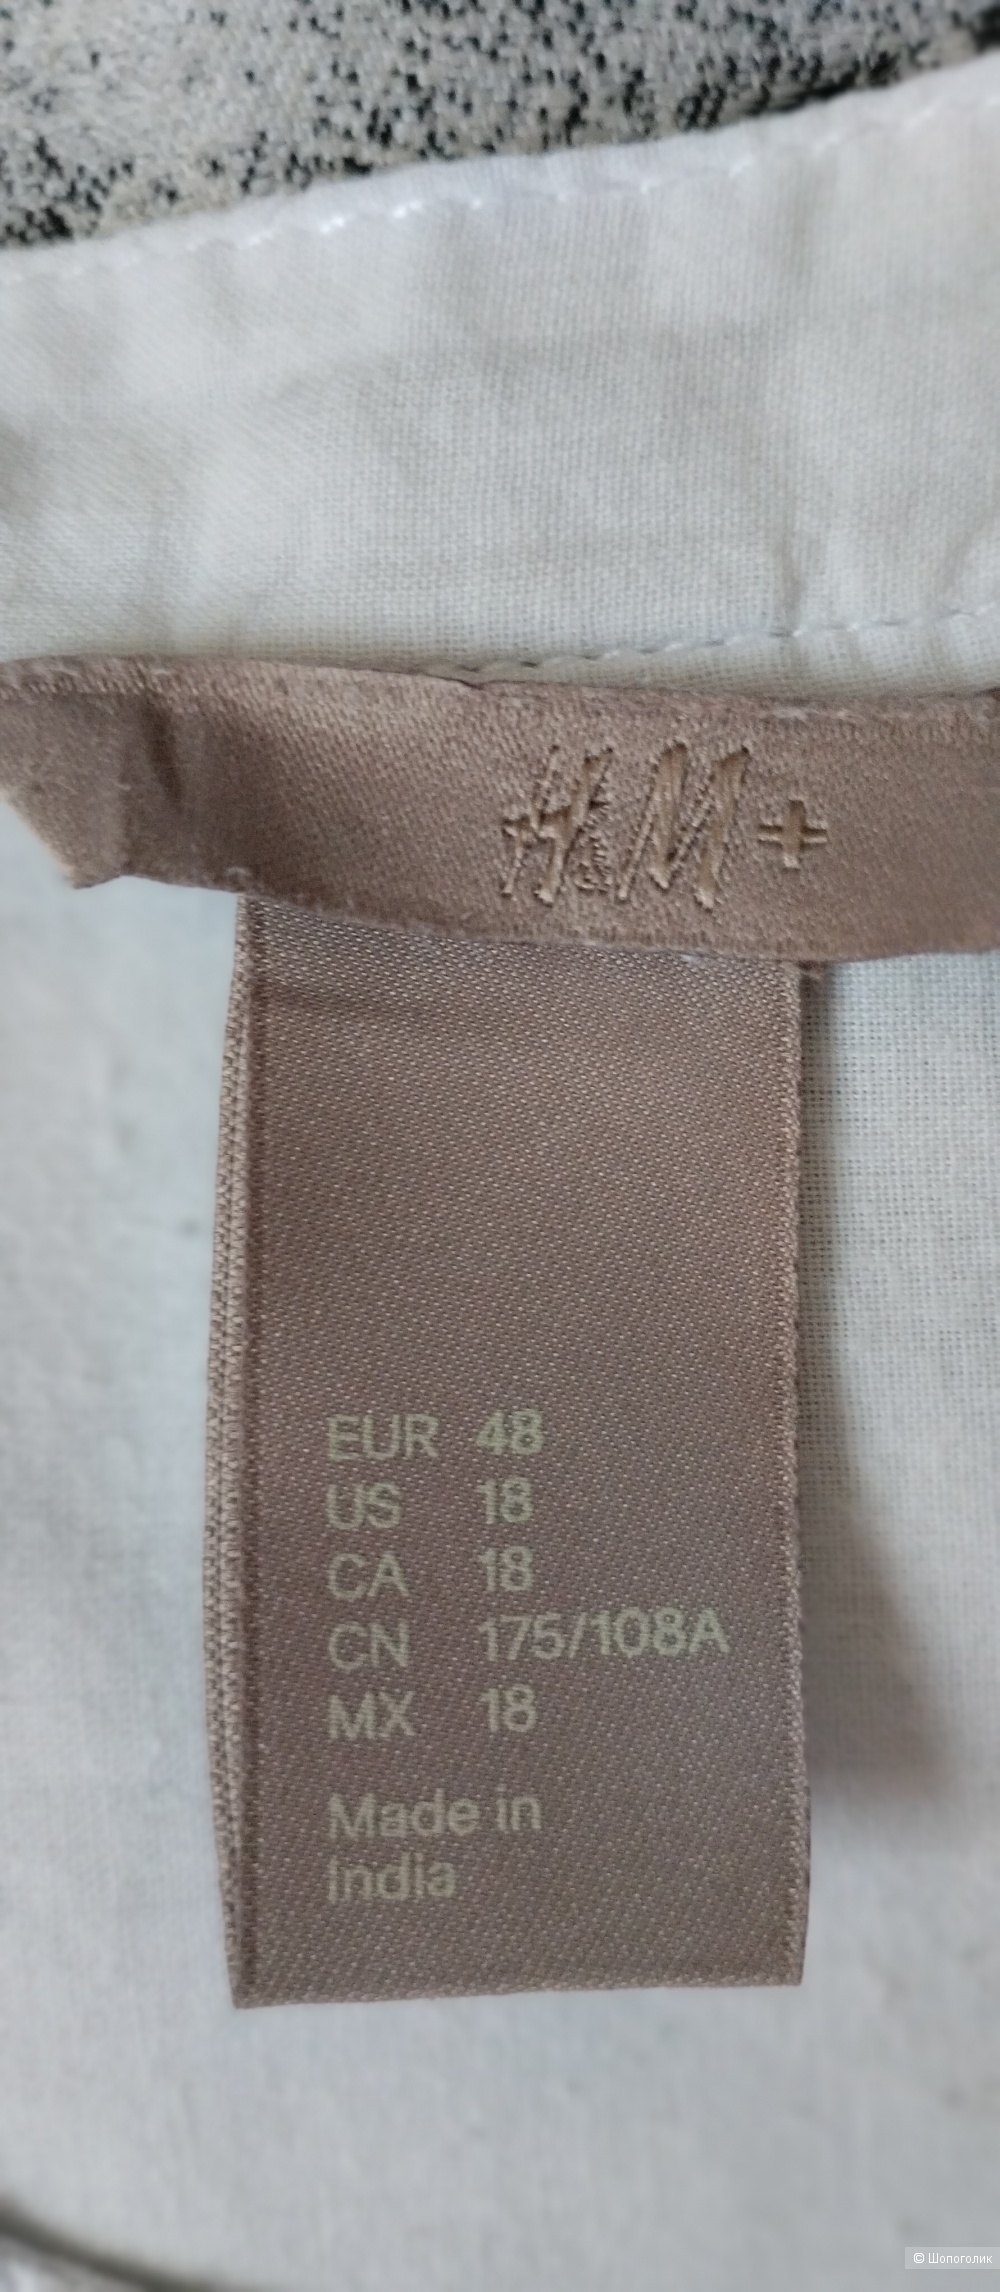 H&M+
EUR 48
US 18
CA 18
CN 175/108A
MX 18
Made in
India
© Шопоголик